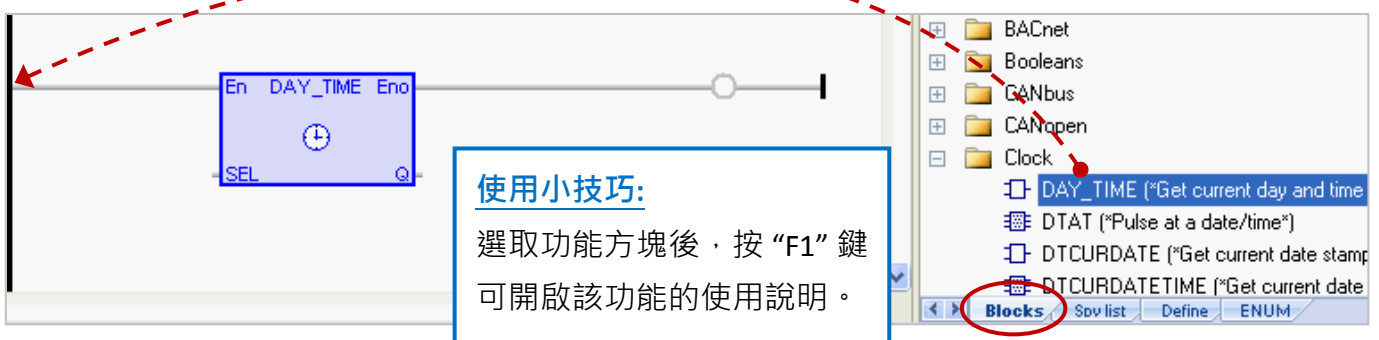 En DAY_TIME Eno
SEL Q
使用小技巧:
選取功能方塊後，按 “F1” 鍵
可開啟該功能的使用說明。
BACnet
Booleans
CANbus
CANopen
Clock
DAY_TIME (*Get current day and time
DTAT (*Pulse at a date/time*)
DTCURDATE (*Get current date stamp
DTCURDATETIME (*Get current date
Blocks Spy list Define ENUM